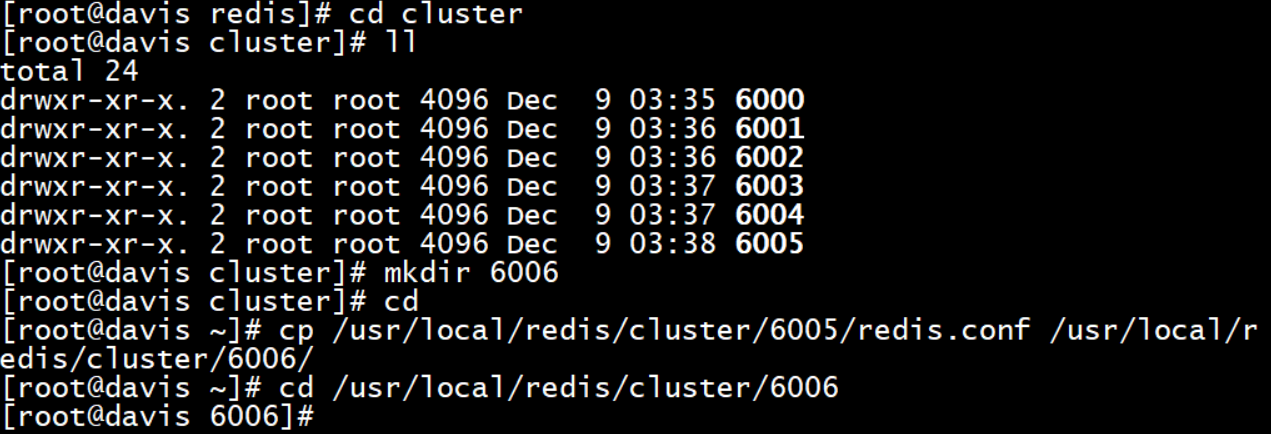 [root@davis redis]# cd cluster
[root@davis cluster]# ll
total 24
drwxr-xr-x. 2 root root 4096 Dec  9 03:35 6000
drwxr-xr-x. 2 root root 4096 Dec  9 03:36 6001
drwxr-xr-x. 2 root root 4096 Dec  9 03:36 6002
drwxr-xr-x. 2 root root 4096 Dec  9 03:37 6003
drwxr-xr-x. 2 root root 4096 Dec  9 03:37 6004
drwxr-xr-x. 2 root root 4096 Dec  9 03:38 6005
[root@davis cluster]# mkdir 6006
[root@davis cluster]# cd
[root@davis ~]# cp /usr/local/redis/cluster/6005/redis.conf /usr/local/r
edis/cluster/6006/
[root@davis ~]# cd /usr/local/redis/cluster/6006
[root@davis 6006]#